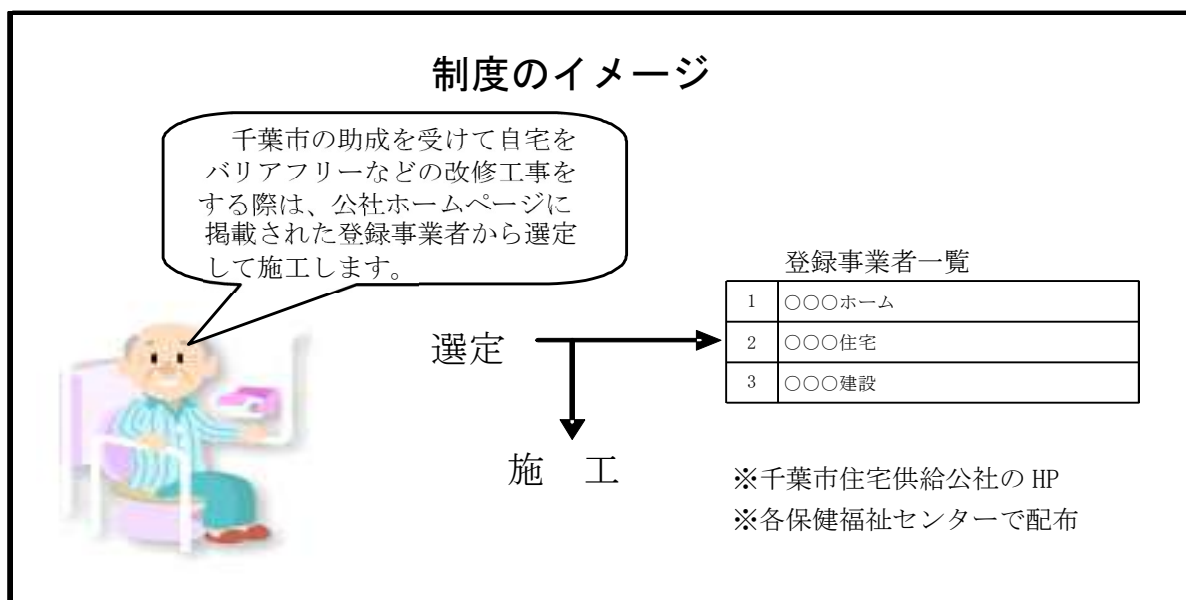 制度のイメージ
千葉市の助成を受けて自宅を
バリアフリーなどの改修工事を
する際は、公社ホームページに
掲載された登録事業者から選定
して施工します。
登録事業者一覧
1 ○○○ホーム
2 ○○○住宅
3 ○○○建設
選定
施 工
※千葉市住宅供給公社の HP
※各保健福祉センターで配布